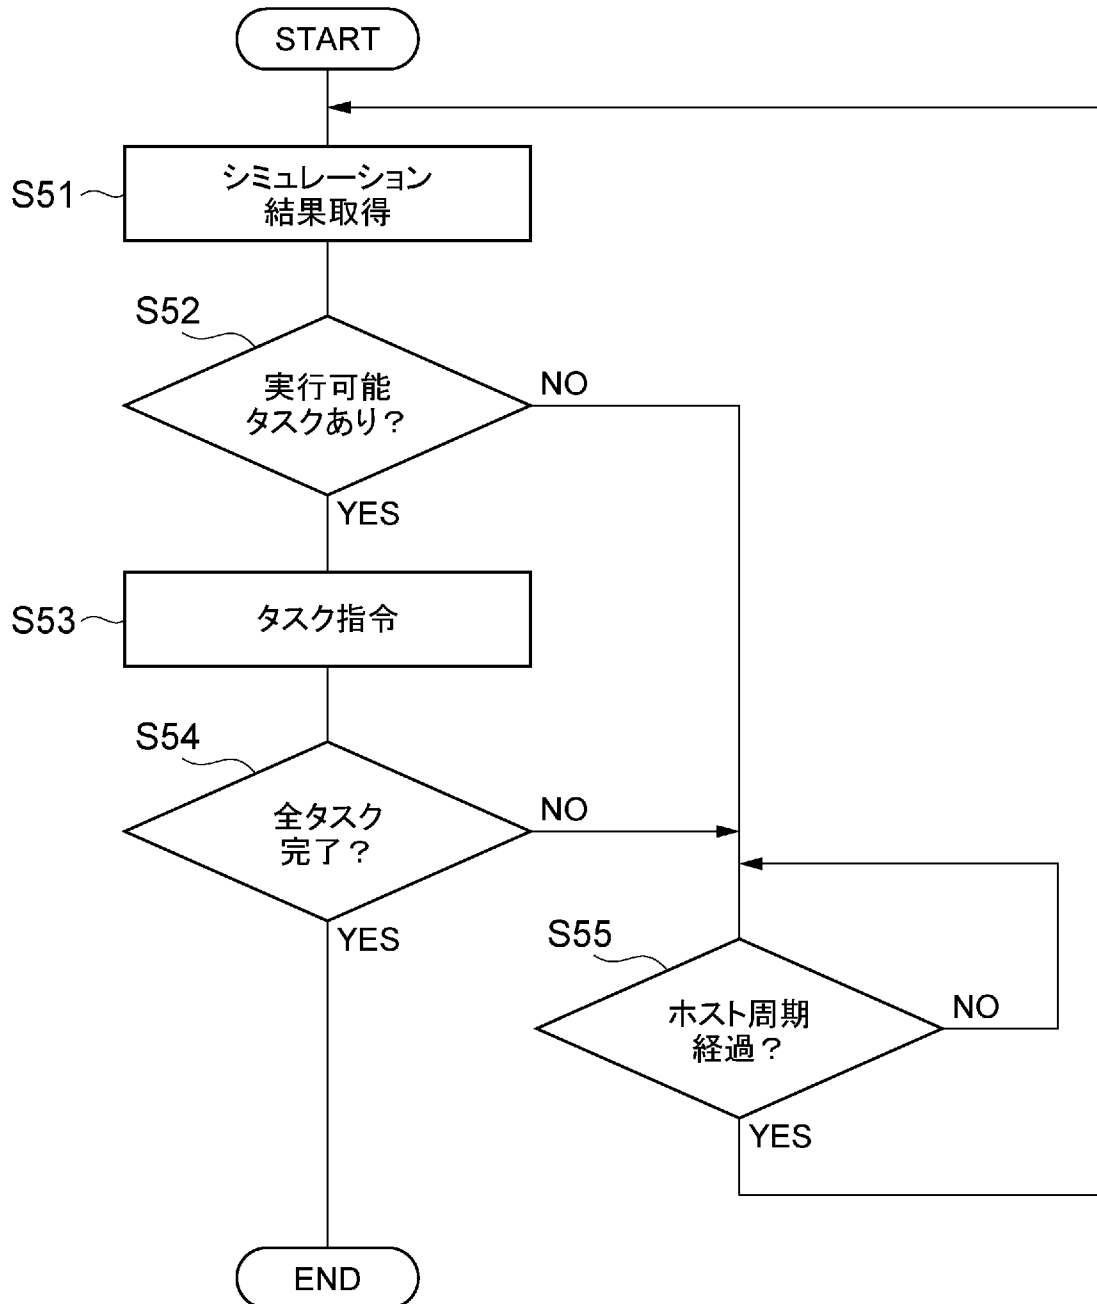 START
S51
シミュレーション
結果取得
S52
実行可能
タスクあり？
NO
YES
S53
タスク指令
S54
全タスク
完了？
NO
YES
S55
ホスト周期
経過？
NO
YES
END